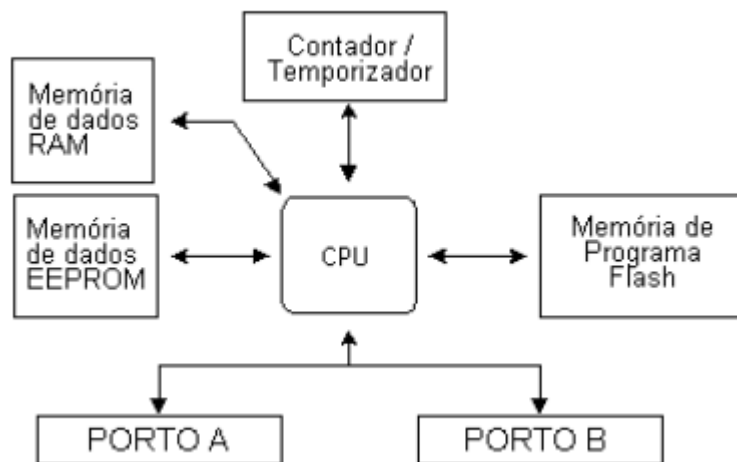 Contador /
Temporizador
Memória
de dados
RAM
Memória
de dados
EEPROM
CPU
Memória de
Programa
Flash
PORTO A
PORTO B